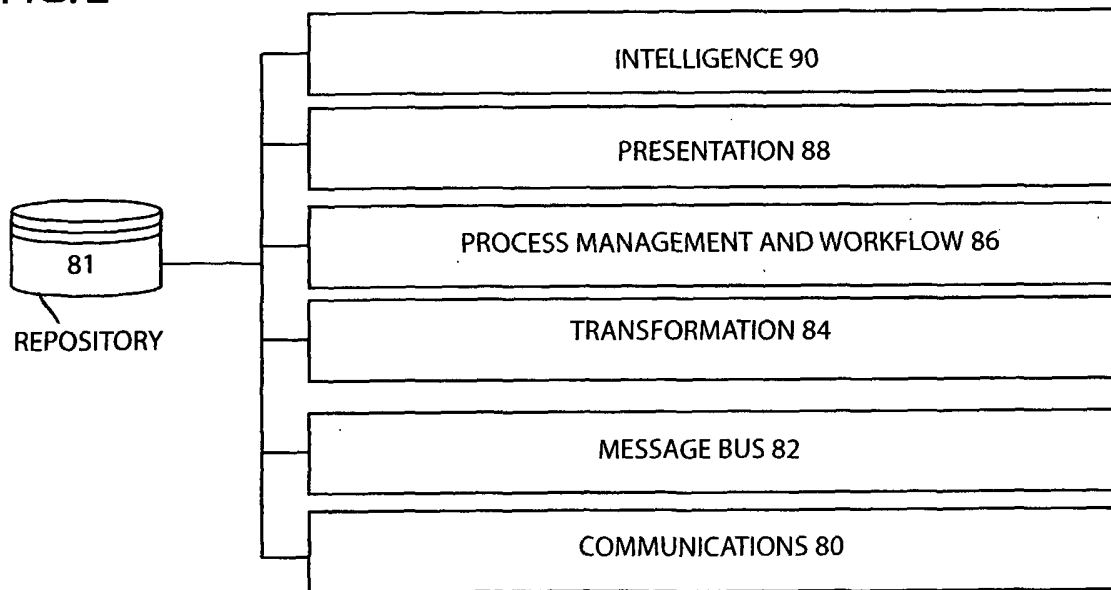 INTELLIGENCE 90
PRESENTATION 88
PROCESS MANAGEMENT AND WORKFLOW 86
81
REPOSITORY
TRANSFORMATION 84
MESSAGE BUS 82
COMMUNICATIONS 80